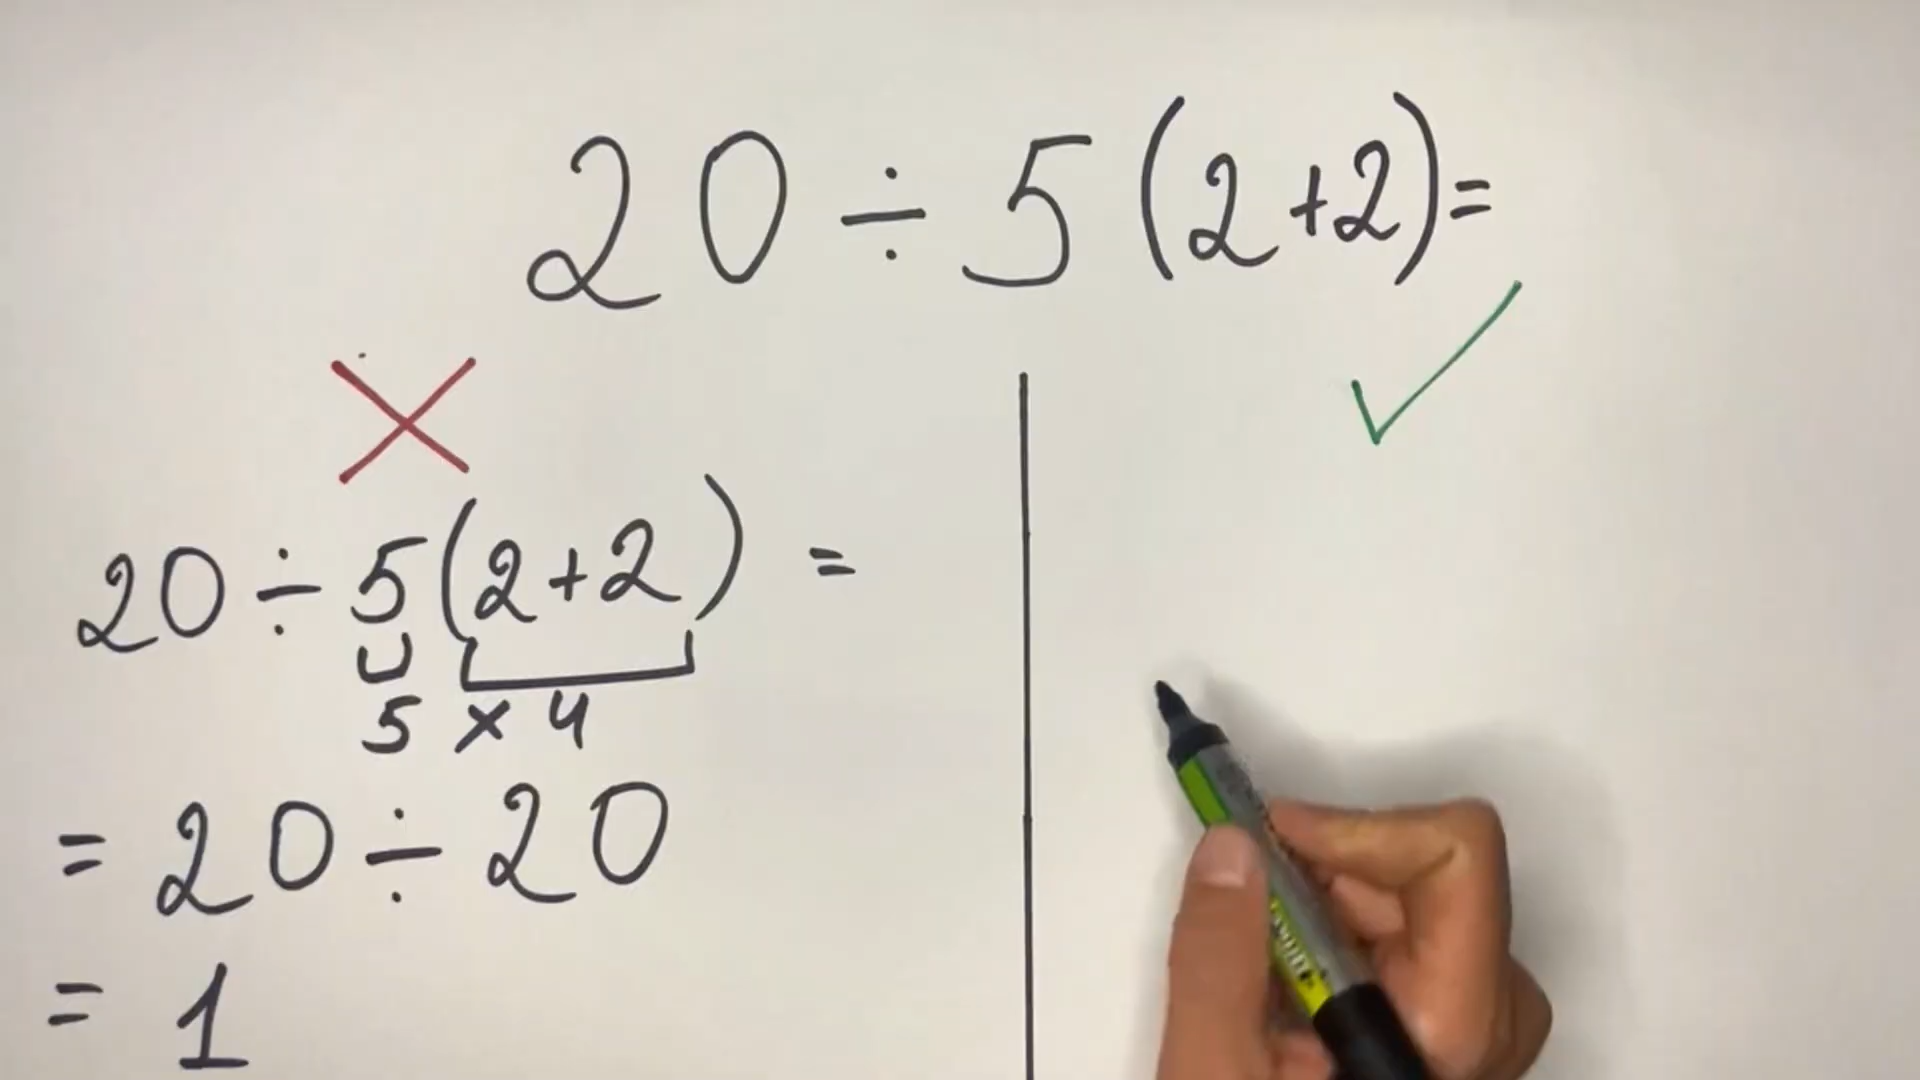 20 ÷ 5 (2+2) =
20 ÷ 5 (2+2) =
5 × 4
= 20 ÷ 20
= 1